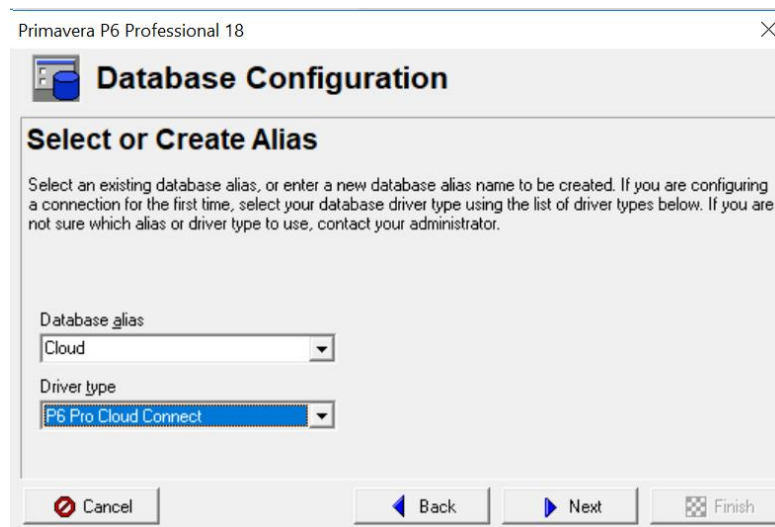 Primavera P6 Professional 18
Database Configuration
Select or Create Alias
Select an existing database alias, or enter a new database alias name to be created. If you are configuring
a connection for the first time, select your database driver type using the list of driver types below. If you are
not sure which alias or driver type to use, contact your administrator.
Database alias
Cloud
Driver type
P6 Pro Cloud Connect
Cancel
Back
Next
Finish